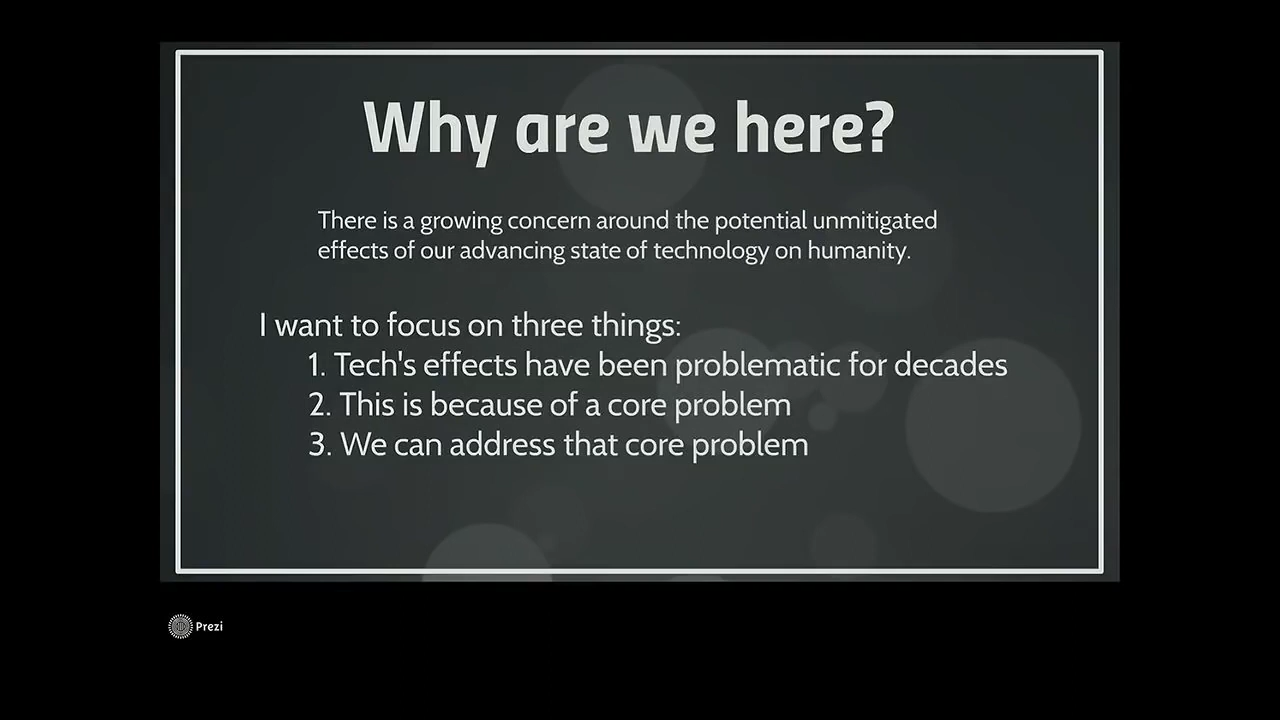 Why are we here?
There is a growing concern around the potential unmitigated
effects of our advancing state of technology on humanity.
I want to focus on three things:
1. Tech's effects have been problematic for decades
2. This is because of a core problem
3. We can address that core problem
Prezi